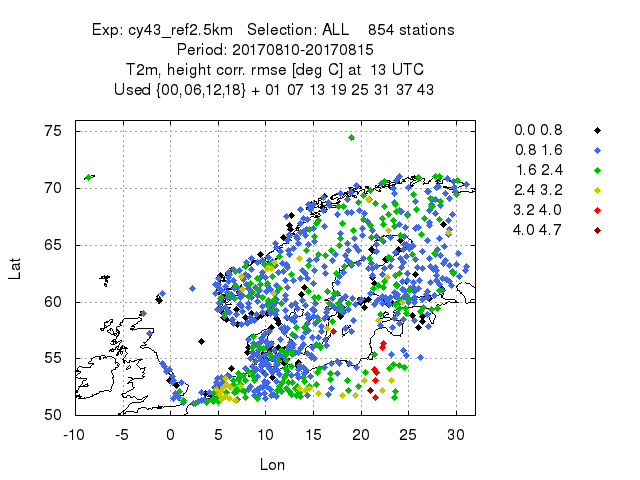 Exp: cy43_ref2.5km Selection: ALL 854 stations
Period: 20170810-20170815
T2m, height corr. rmse [deg C] at 13 UTC
Used {00,06,12,18} + 01 07 13 19 25 31 37 43
0.0 0.8
0.8 1.6
1.6 2.4
2.4 3.2
3.2 4.0
4.0 4.7
Lat
75
70
65
60
55
50
-10 -5 0 5 10 15 20 25 30
Lon